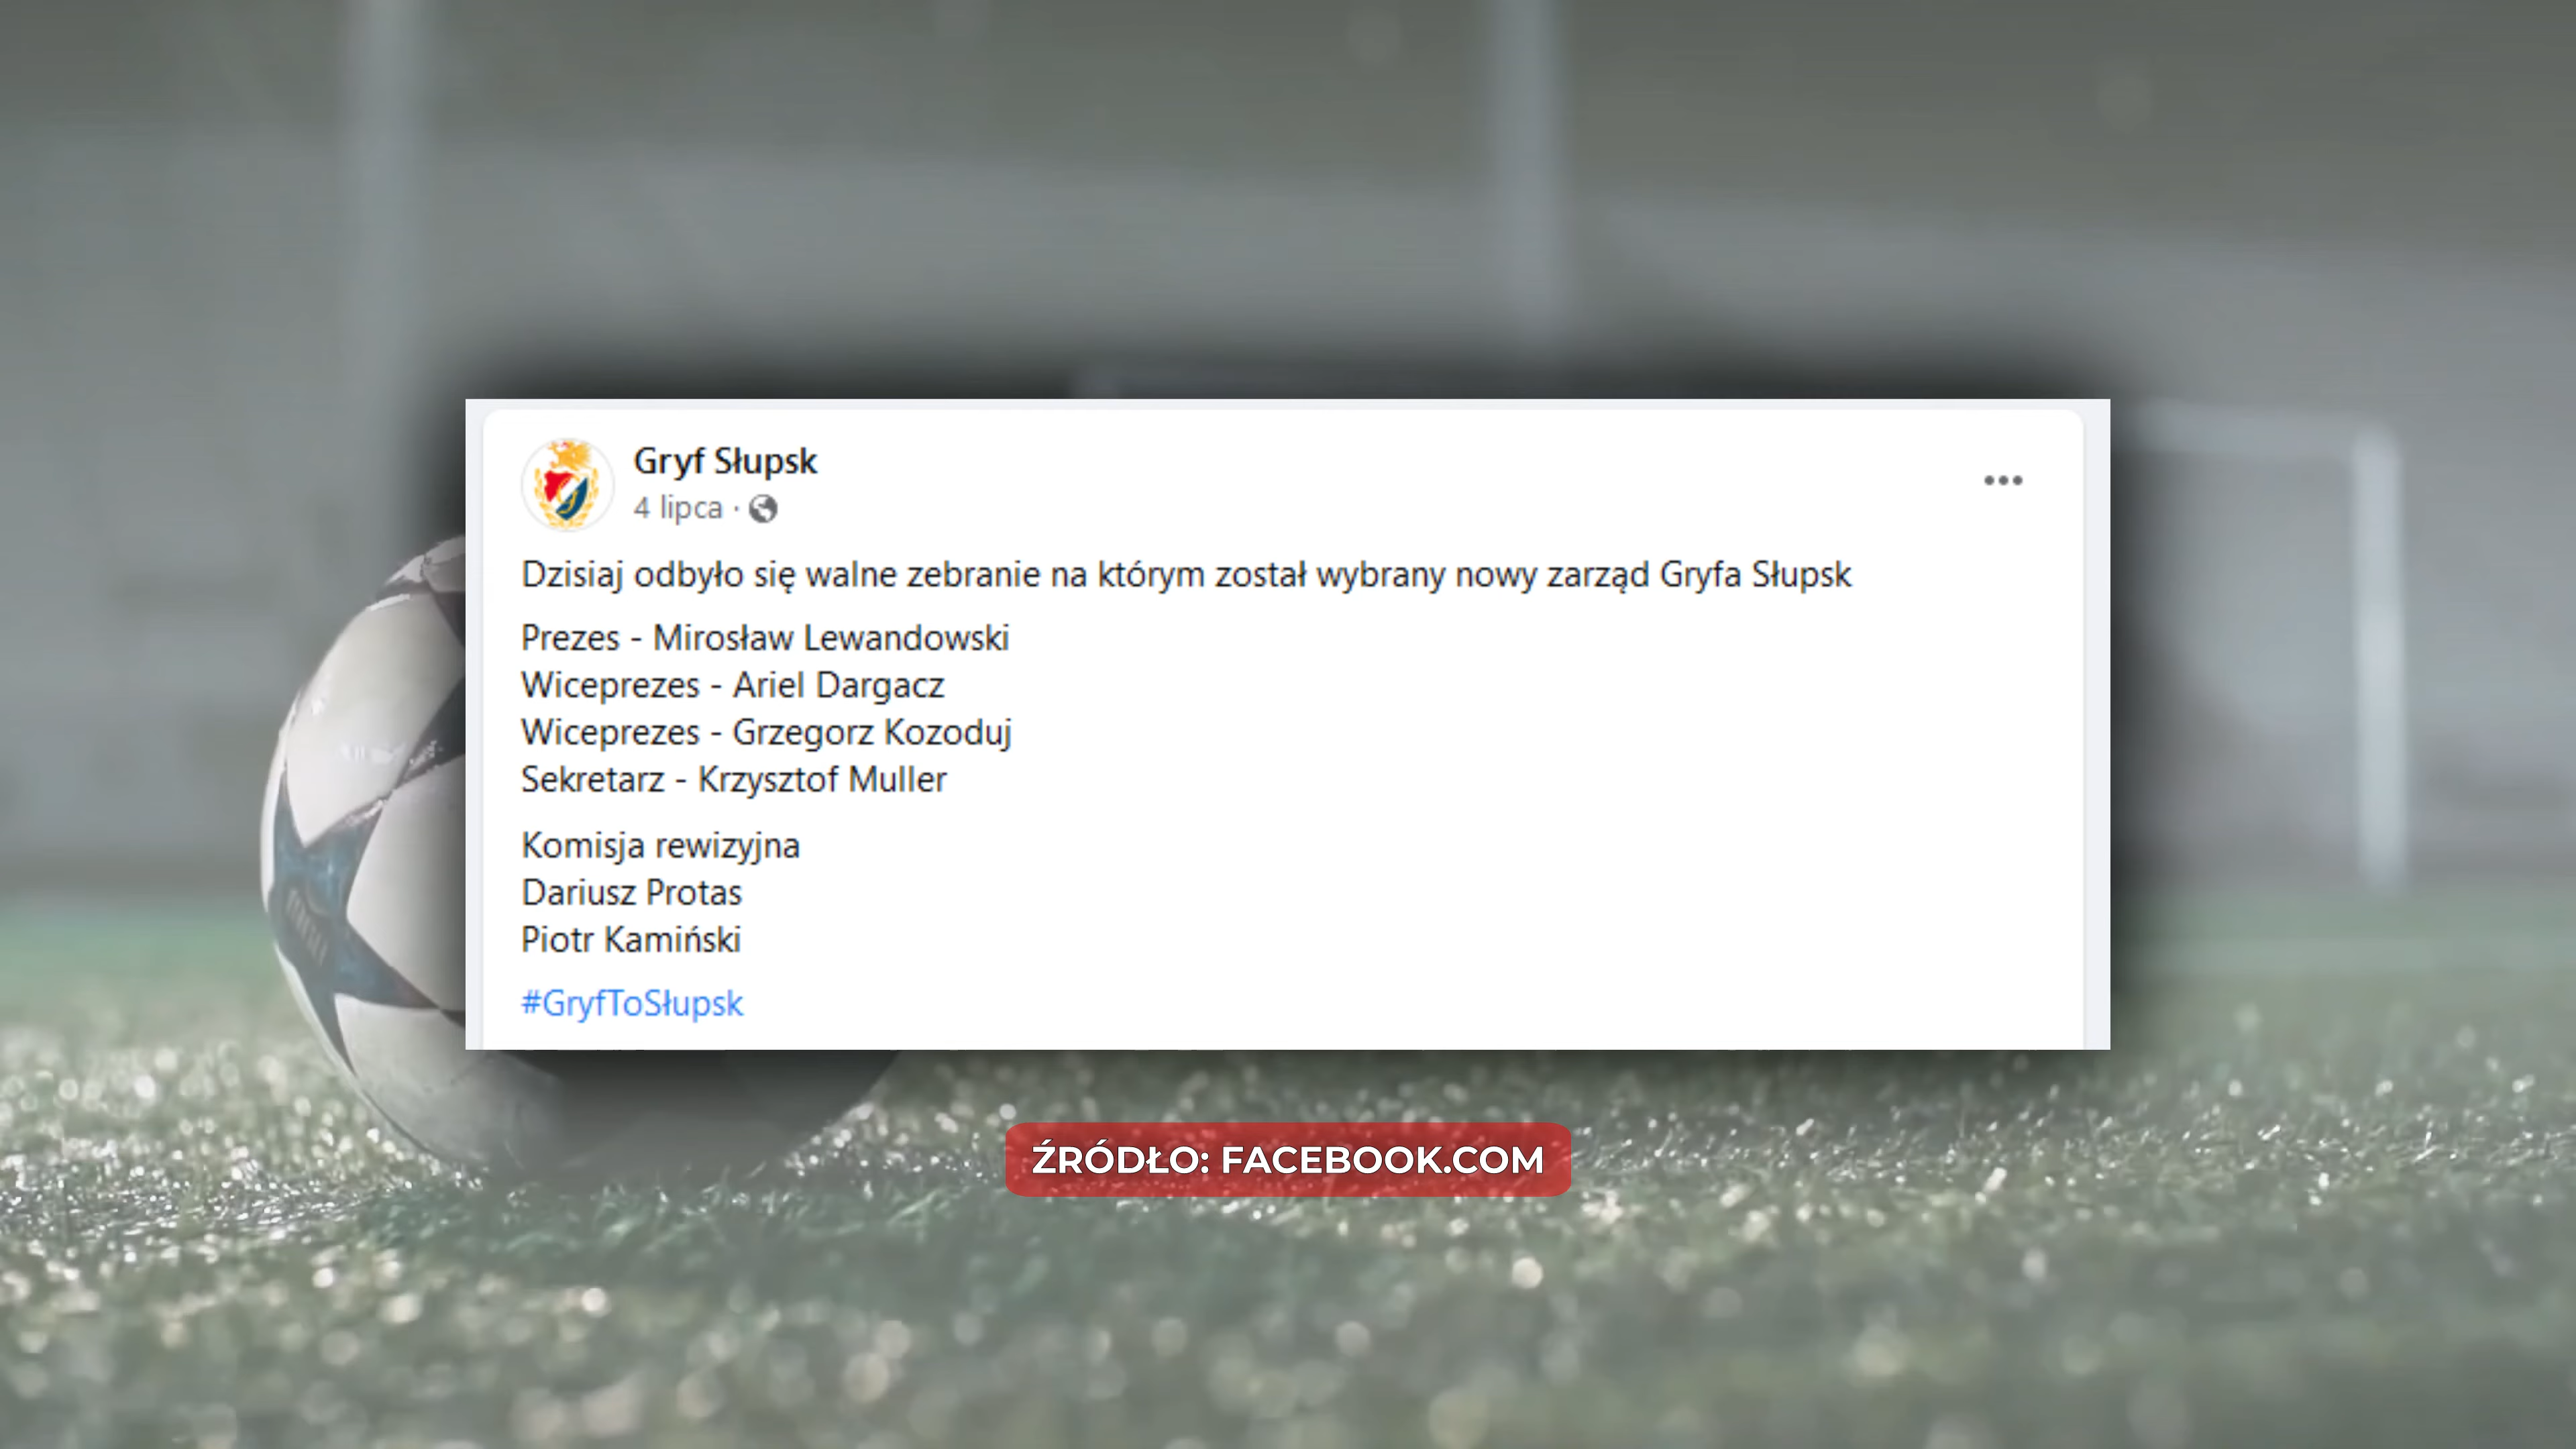 Gryf Słupsk
4 lipca ·
Dzisiaj odbyło się walne zebranie na którym został wybrany nowy zarząd Gryfa Słupsk
Prezes - Mirosław Lewandowski
Wiceprezes - Ariel Dargacz
Wiceprezes - Grzegorz Kozoduj
Sekretarz - Krzysztof Muller
Komisja rewizyjna
Dariusz Protas
Piotr Kamiński
#GryfToSłupsk
ŹRÓDŁO: FACEBOOK.COM